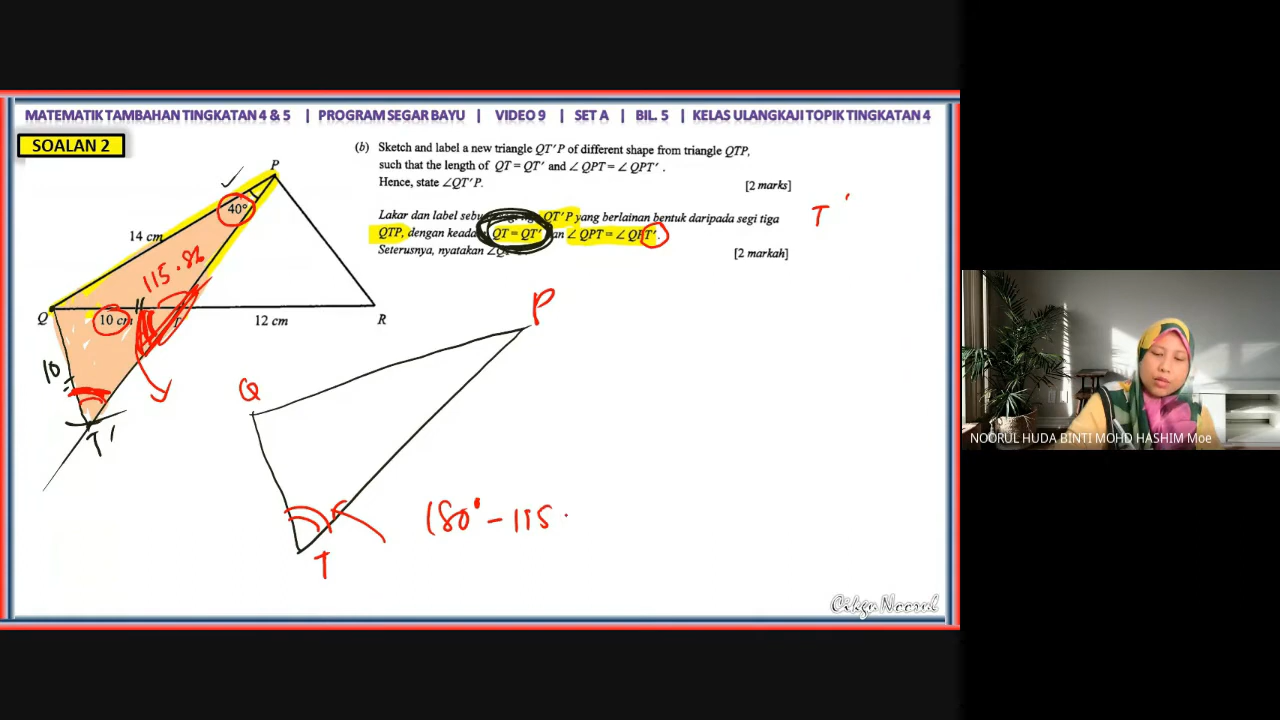 MATEMATIK TAMBAHAN TINGKATAN 4 & 5 | PROGRAM SEGAR BAYU | VIDEO 9 | SET A | BIL. 5 | KELAS ULANGKAJI TOPIK TINGKATAN 4
SOALAN 2
(b) Sketch and label a new triangle QT'P of different shape from triangle QTP,
such that the length of QT = QT' and ∠ QPT = ∠ QPT' .
Hence, state ∠QT'P.
[2 marks]
Lakar dan label QT'P yang berlainan bentuk daripada segi tiga
QTP, dengan keadaan QT = QT' dan ∠ QPT = ∠ QPT'.
Seterusnya, nyatakan
[2 markah]
T'
P
40°
14 cm
115.82
Q
10 cm
T
12 cm
R
10
T'
P
Q
T
180° - 115.
Cikgu Noorul
NOORUL HUDA BINTI MOHD HASHIM Moe